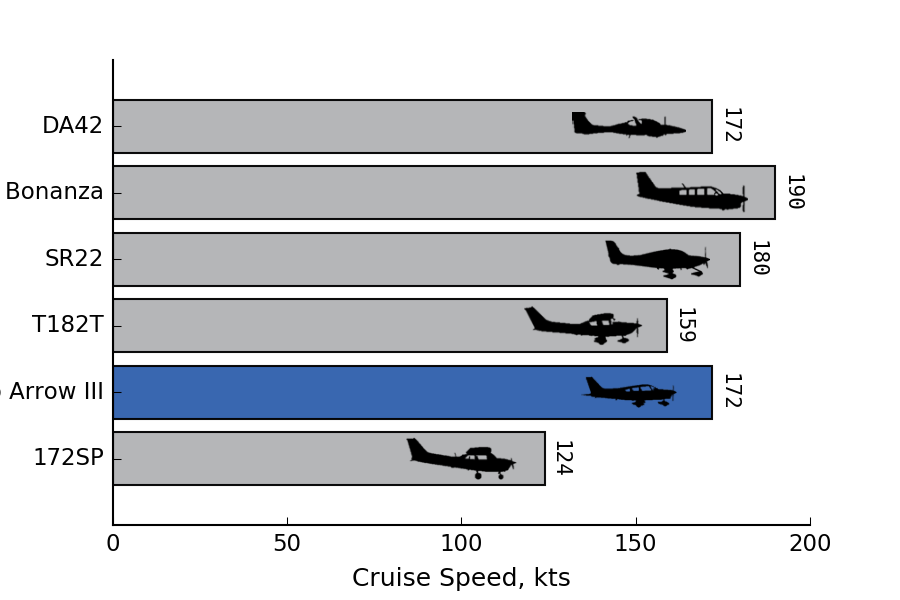 DA42
172
Bonanza
190
SR22
180
T182T
159
Arrow III
172
172SP
124
0 50 100 150 200
Cruise Speed, kts